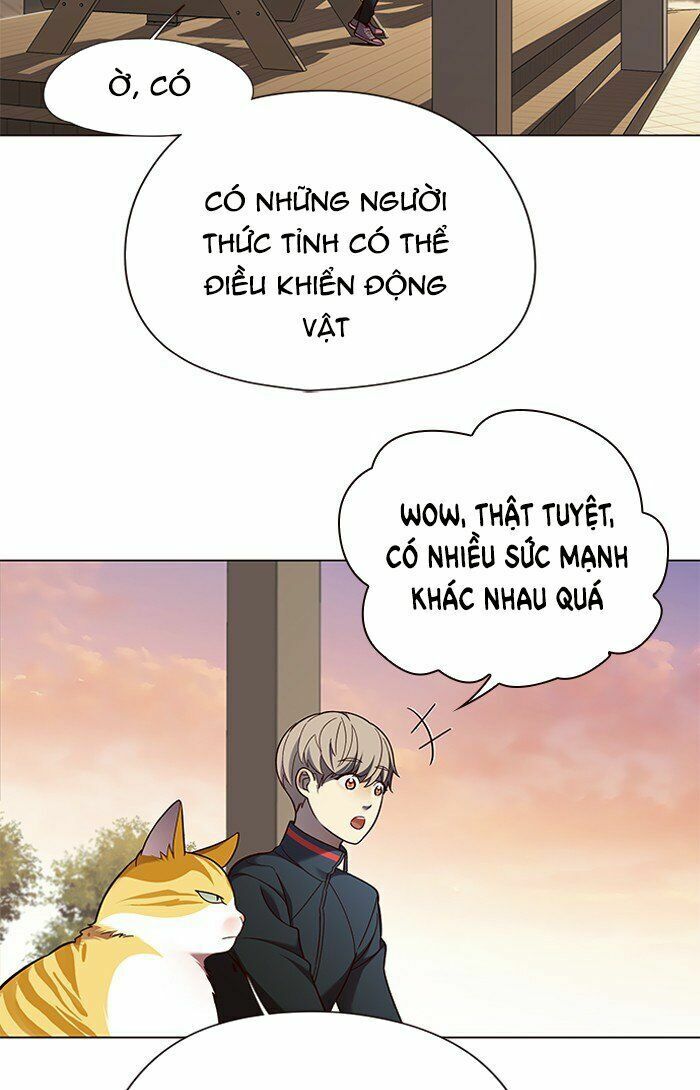 Ờ, CÓ
CÓ NHỮNG NGƯỜI
THỨC TỈNH CÓ THỂ
ĐIỀU KHIỂN ĐỘNG
VẬT
WOW, THẬT TUYỆT,
CÓ NHIỀU SỨC MẠNH
KHÁC NHAU QUÁ